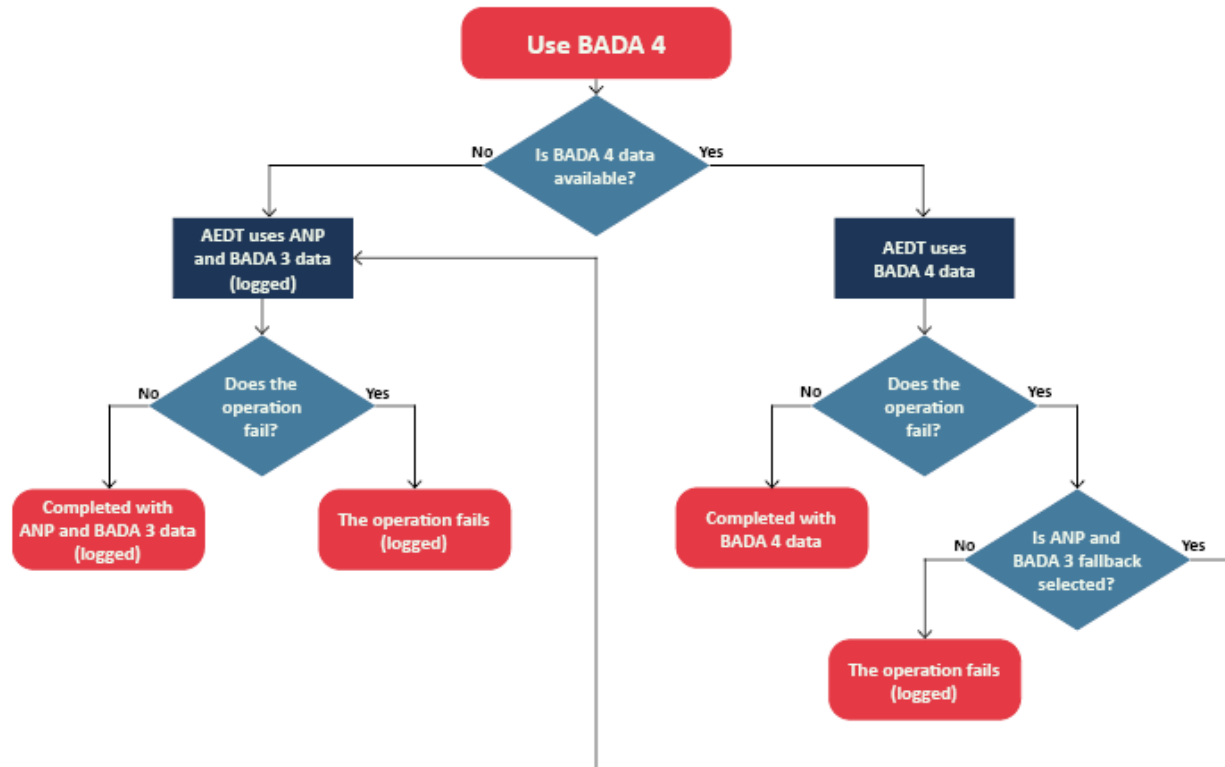 Use BADA 4
Is BADA 4 data
available?
No
Yes
AEDT uses ANP
and BADA 3 data
(logged)
AEDT uses
BADA 4 data
Does the
operation
fail?
No
Yes
Does the
operation
fail?
No
Yes
Completed with
ANP and BADA 3 data
(logged)
The operation fails
(logged)
Completed with
BADA 4 data
Is ANP and
BADA 3 fallback
selected?
No
Yes
The operation fails
(logged)